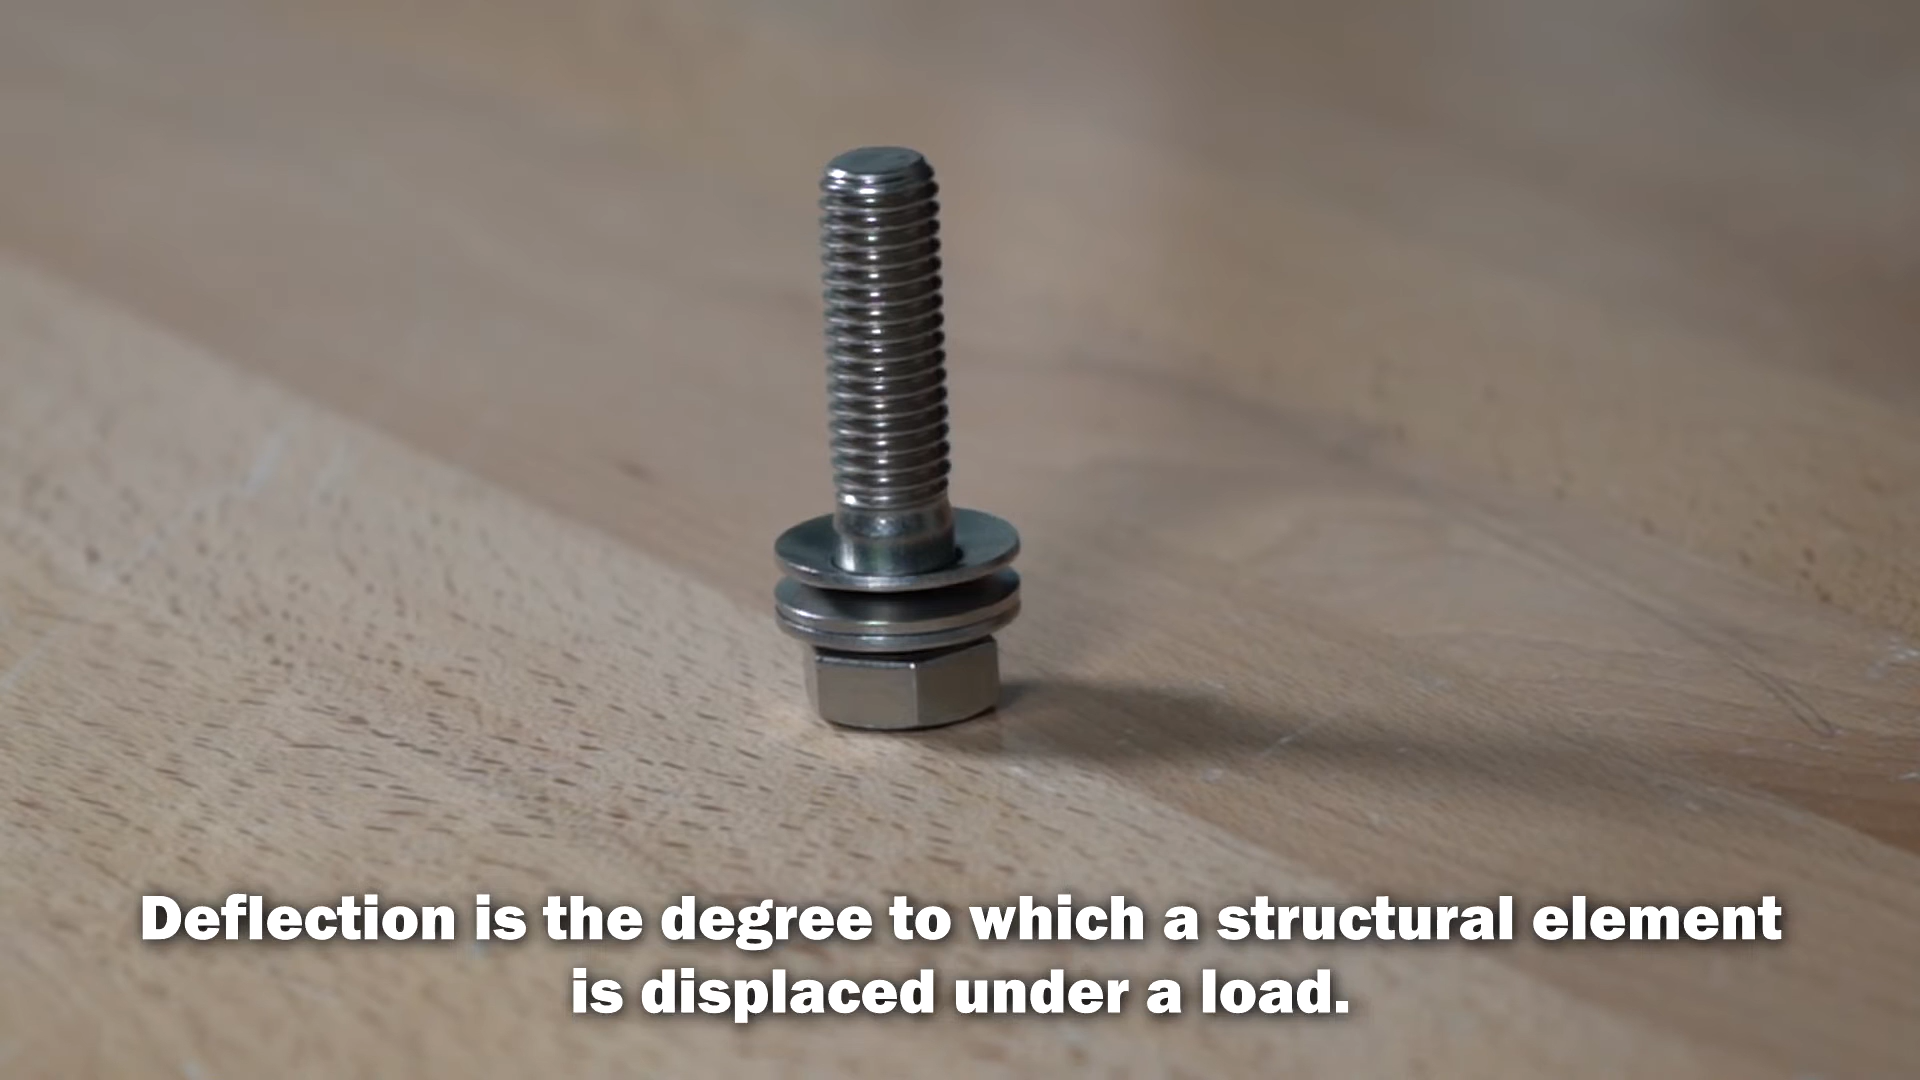 Deflection is the degree to which a structural element
is displaced under a load.